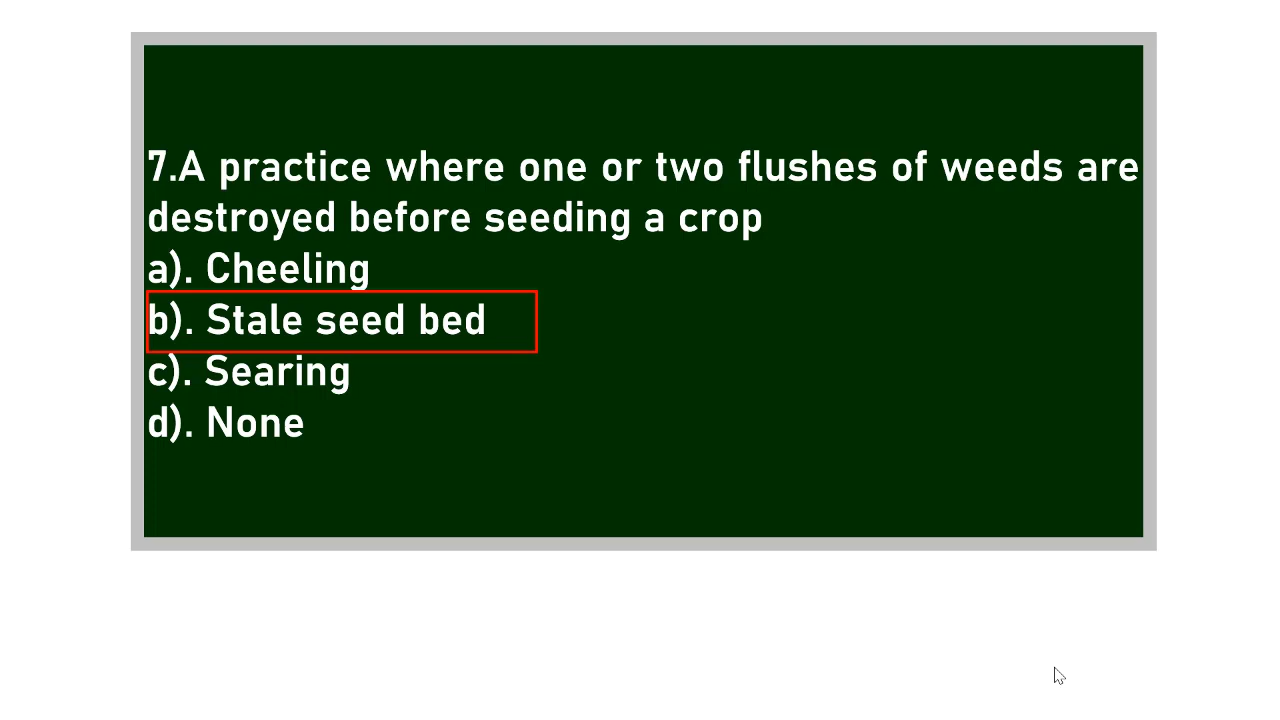 7.A practice where one or two flushes of weeds are
destroyed before seeding a crop
a). Cheeling
b). Stale seed bed
c). Searing
d). None